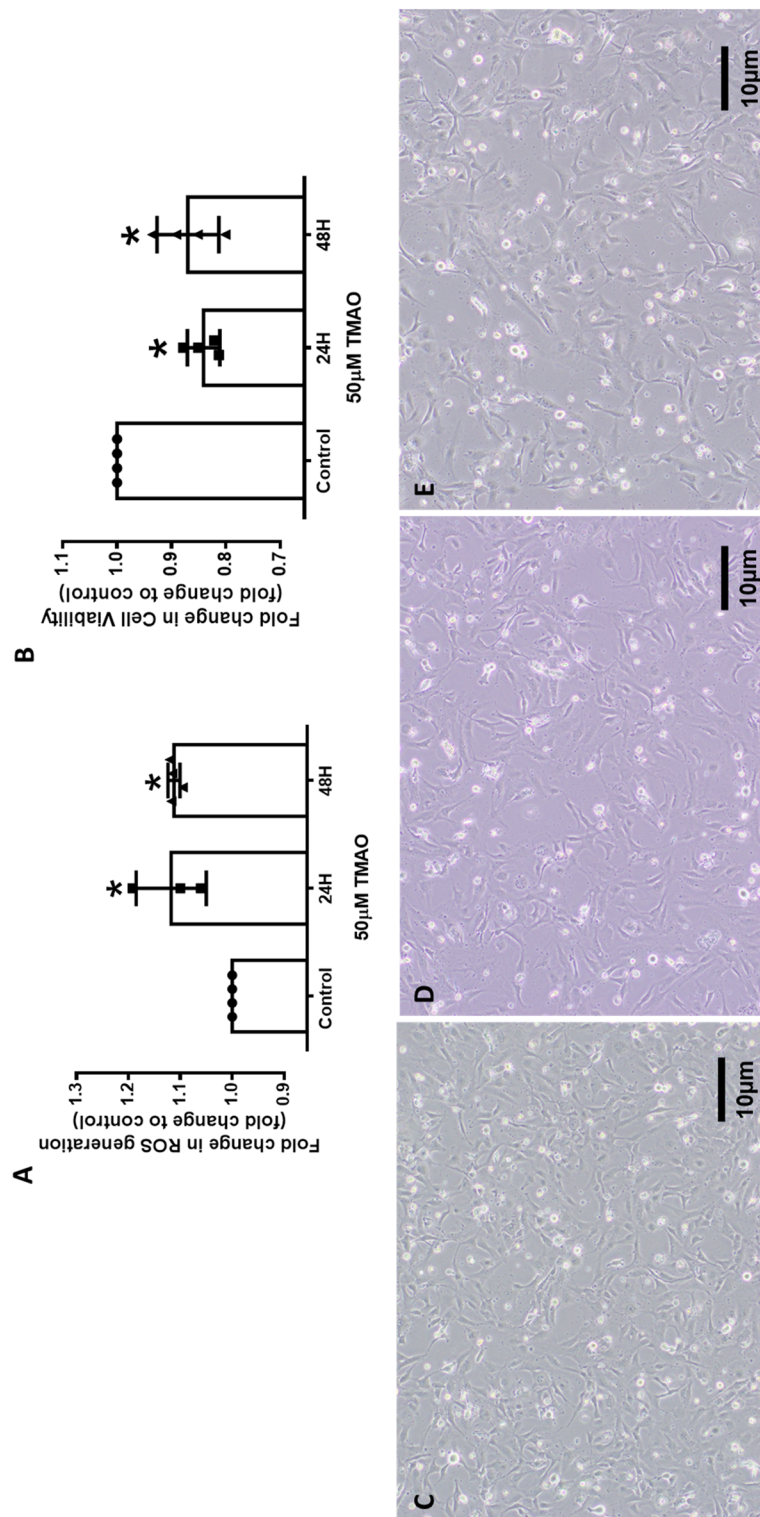 A
Fold change in ROS generation
(fold change to control)
1.3
1.2
1.1
1.0
0.9
*
*
Control
24H
48H
50µM TMAO
B
Fold change in Cell Viability
(fold change to control)
1.1
1.0
0.9
0.8
0.7
*
*
Control
24H
48H
50µM TMAO
C
10µm
D
10µm
E
10µm